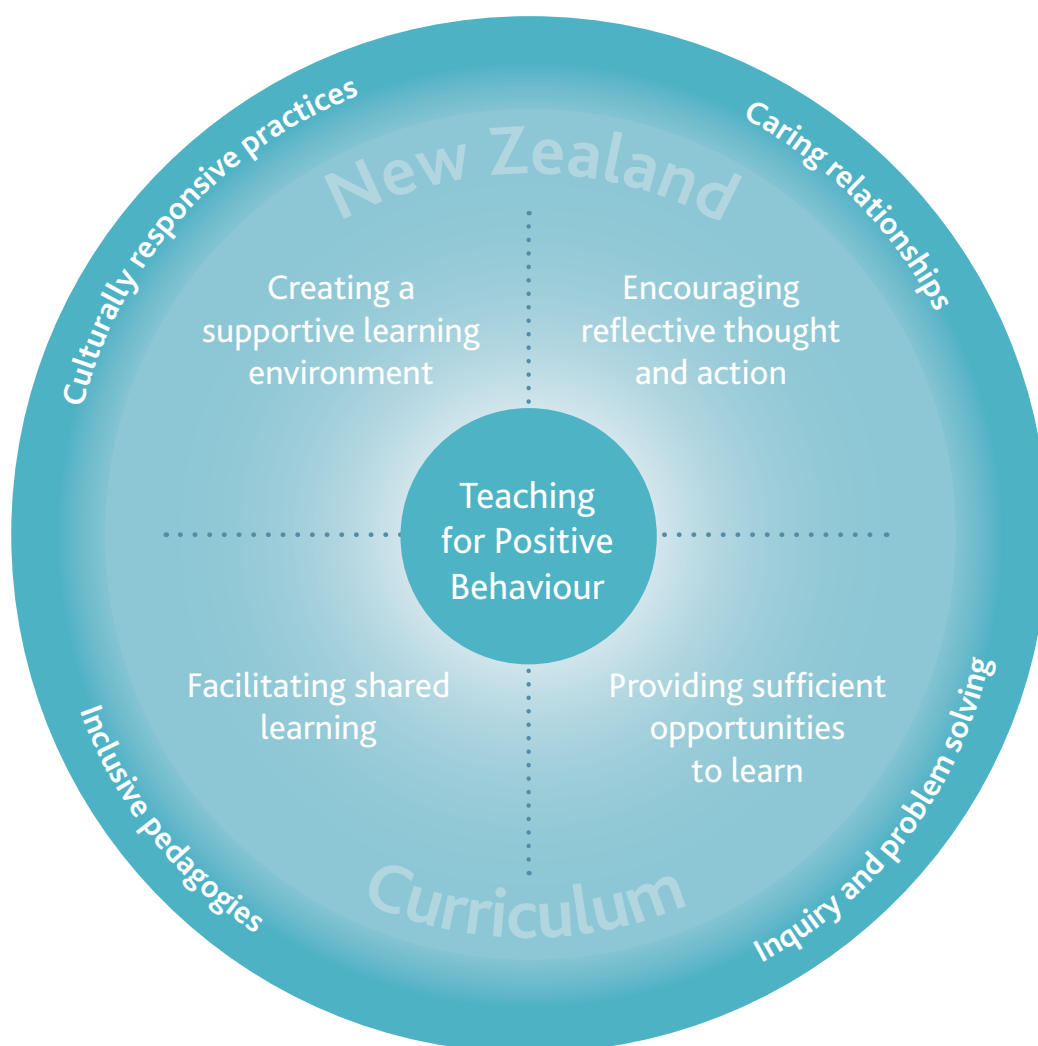 Culturally responsive practices
Caring relationships
New Zealand
Creating a
supportive learning
environment
Encouraging
reflective thought
and action
Teaching
for Positive
Behaviour
Facilitating shared
learning
Providing sufficient
opportunities
to learn
Curriculum
Inclusive pedagogies
Inquiry and problem solving